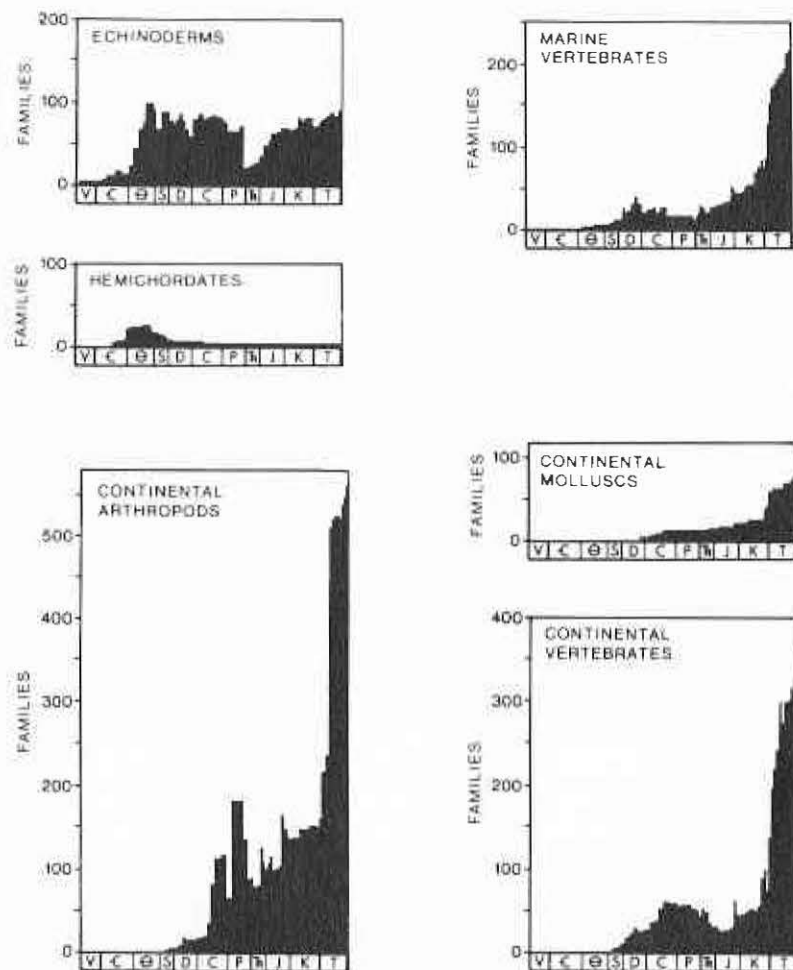 ECHINODERMS
FAMILIES
200
100
0
V Є Ɵ S D C P Ћ J K T
MARINE
VERTEBRATES
FAMILIES
200
100
0
V Є Ɵ S D C P Ћ J K T
HEMICHORDATES
FAMILIES
100
0
V Є Ɵ S D C P Ћ J K T
CONTINENTAL
ARTHROPODS
FAMILIES
500
400
300
200
100
0
V Є Ɵ S D C P Ћ J K T
CONTINENTAL
MOLLUSCS
FAMILIES
100
0
V Є Ɵ S D C P Ћ J K T
CONTINENTAL
VERTEBRATES
FAMILIES
400
300
200
100
0
V Є Ɵ S D C P Ћ J K T